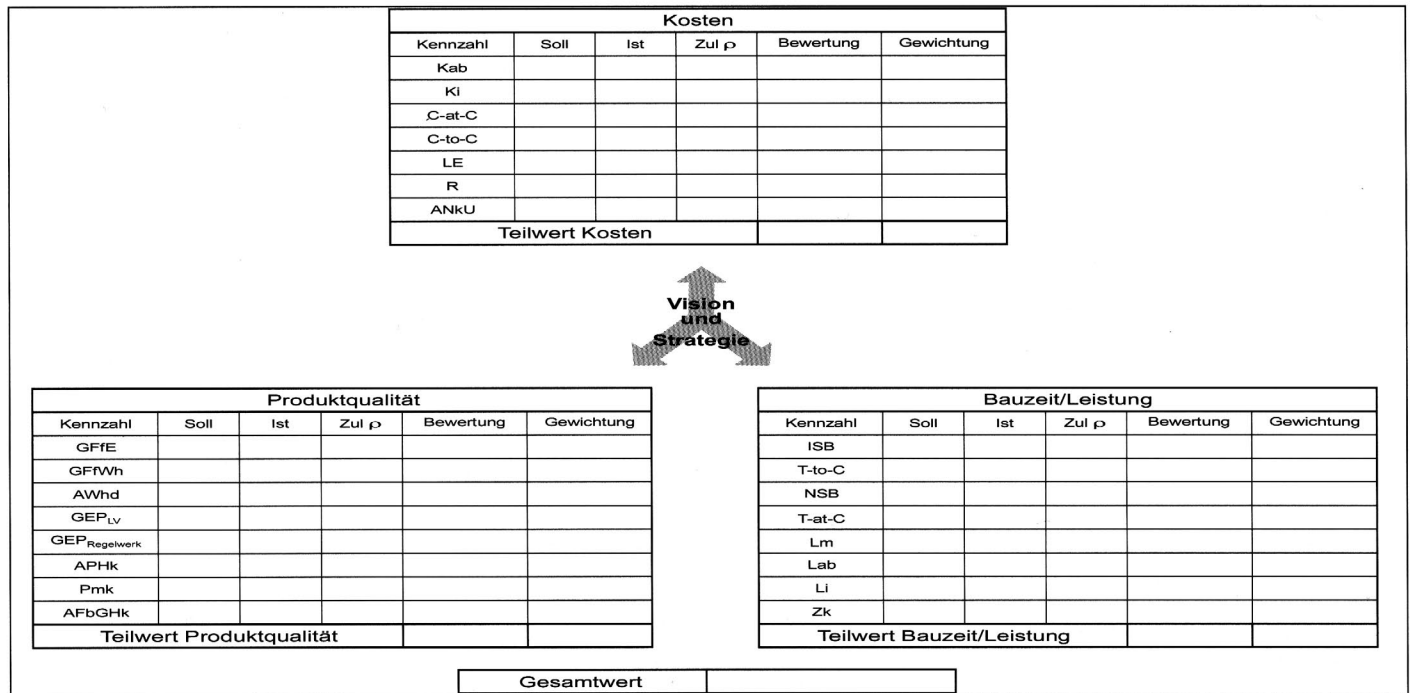 Kosten
Kennzahl Soll Ist Zul ρ Bewertung Gewichtung
Kab
Ki
C-at-C
C-to-C
LE
R
ANkU
Teilwert Kosten
Vision
und
Strategie
Produktqualität
Kennzahl Soll Ist Zul ρ Bewertung Gewichtung
GFfE
GFfWh
AWhd
GEPLV
GEPRegelwerk
APHk
Pmk
AFbGHk
Teilwert Produktqualität
Bauzeit/Leistung
Kennzahl Soll Ist Zul ρ Bewertung Gewichtung
ISB
T-to-C
NSB
T-at-C
Lm
Lab
Li
Zk
Teilwert Bauzeit/Leistung
Gesamtwert